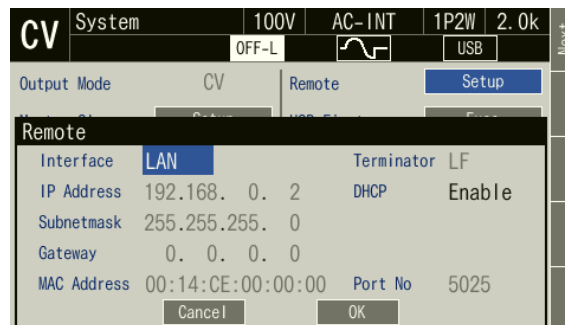 CV System 100V AC-INT 1P2W 2.0k
OFF-L USB
Next
Output Mode CV Remote Setup
Remote
Interface LAN Terminator LF
IP Address 192.168. 0. 2 DHCP Enable
Subnetmask 255.255.255. 0
Gateway 0. 0. 0. 0
MAC Address 00:14:CE:00:00:00 Port No 5025
Cancel OK